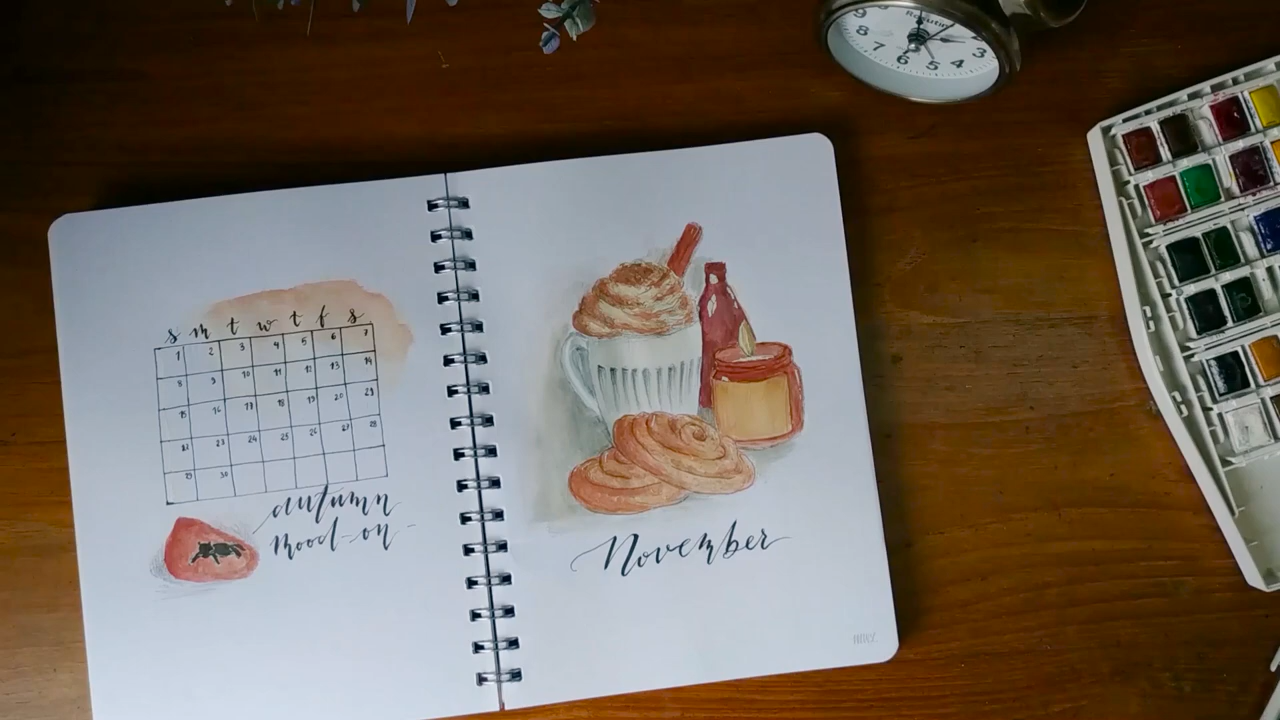 s m t w t f s
1 2 3 4 5 6 7
8 9 10 11 12 13 14
15 16 17 18 19 20 21
22 23 24 25 26 27 28
29 30
autumn
mood-on
November